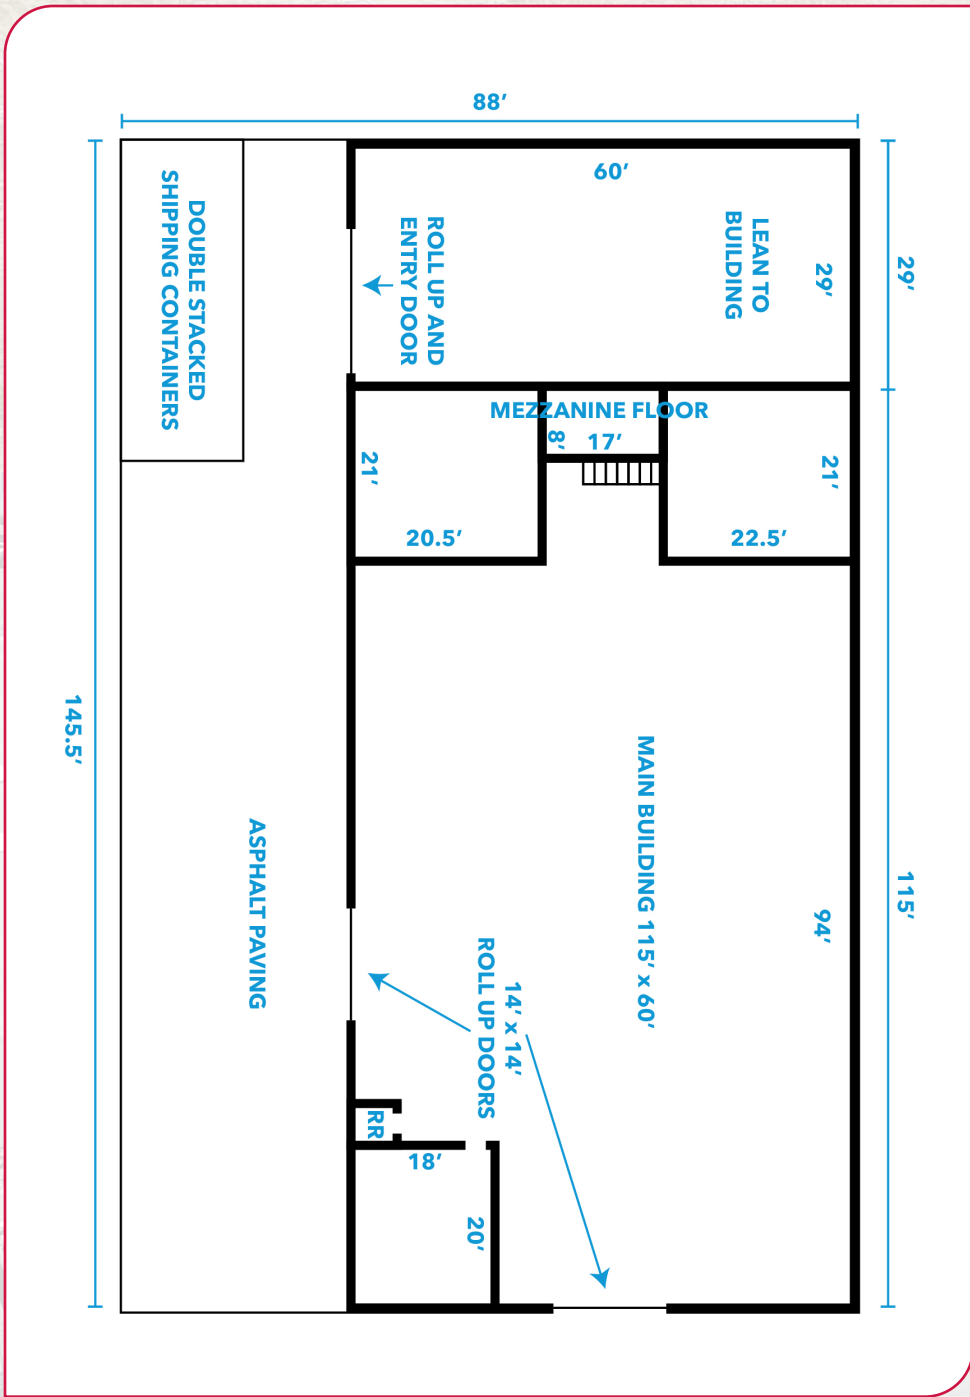 88′
60′
DOUBLE STACKED
SHIPPING CONTAINERS
ROLL UP AND
ENTRY DOOR
LEAN TO
BUILDING
29′
29′
MEZZANINE FLOOR
8′
17′
21′
21′
20.5′
22.5′
145.5′
MAIN BUILDING 115′ x 60′
ASPHALT PAVING
94′
115′
14′ x 14′
ROLL UP DOORS
RR
18′
20′